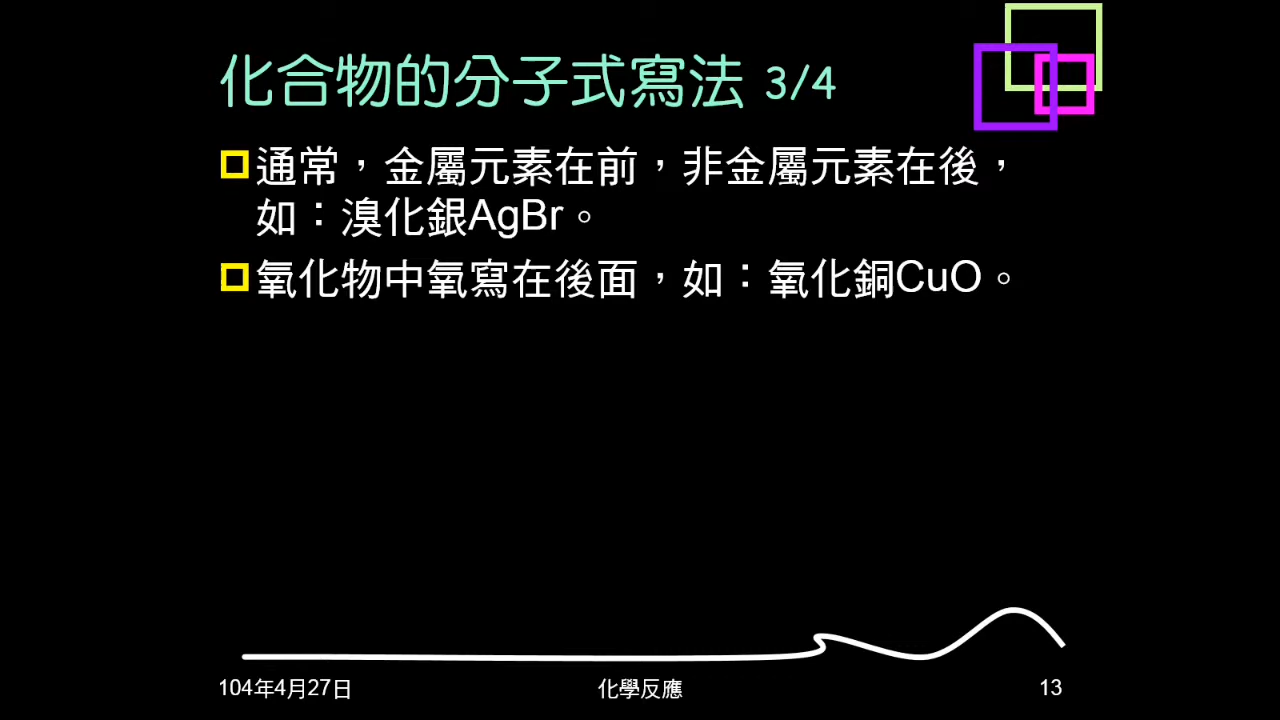 化合物的分子式寫法 3/4
通常，金屬元素在前，非金屬元素在後，
如：溴化銀AgBr。
氧化物中氧寫在後面，如：氧化銅CuO。
104年4月27日
化學反應
13